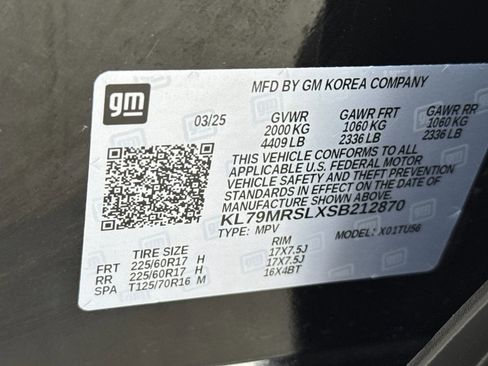 MFD BY GM KOREA COMPANY
gm
03/25 GVWR GAWR FRT GAWR RR
2000 KG 1060 KG 1060 KG
4409 LB 2336 LB 2336 LB
THIS VEHICLE CONFORMS TO ALL
APPLICABLE U.S. FEDERAL MOTOR
VEHICLE SAFETY AND THEFT PREVENTION
STANDARDS IN EFFECT ON THE DATE OF
MANUFACTURE SHOWN ABOVE.
KL79MRSLXSB212870
TYPE: MPV MODEL: X01TU56
TIRE SIZE RIM
FRT 225/60R17 H 17X7.5J
RR 225/60R17 H 17X7.5J
SPA T125/70R16 M 16X4BT